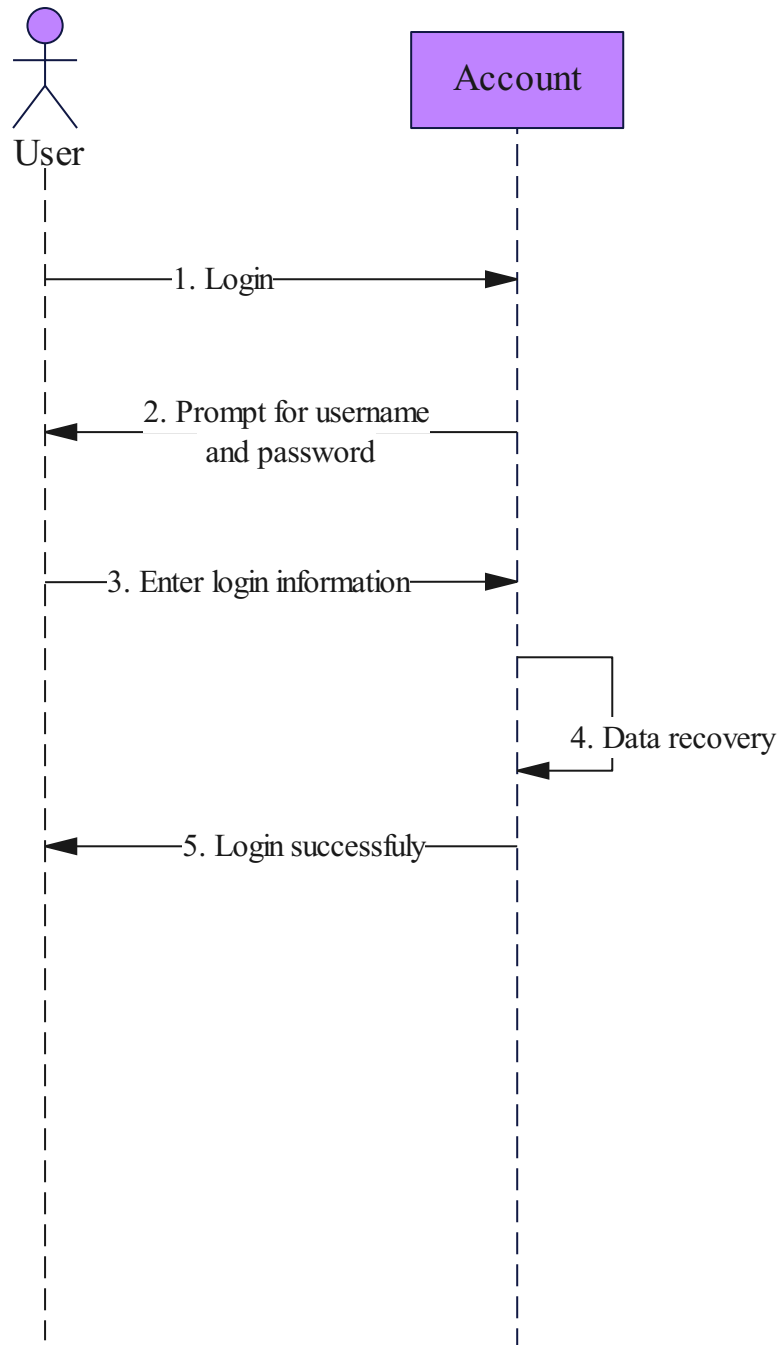 Account
User
1. Login
2. Prompt for username
and password
3. Enter login information
4. Data recovery
5. Login successfuly